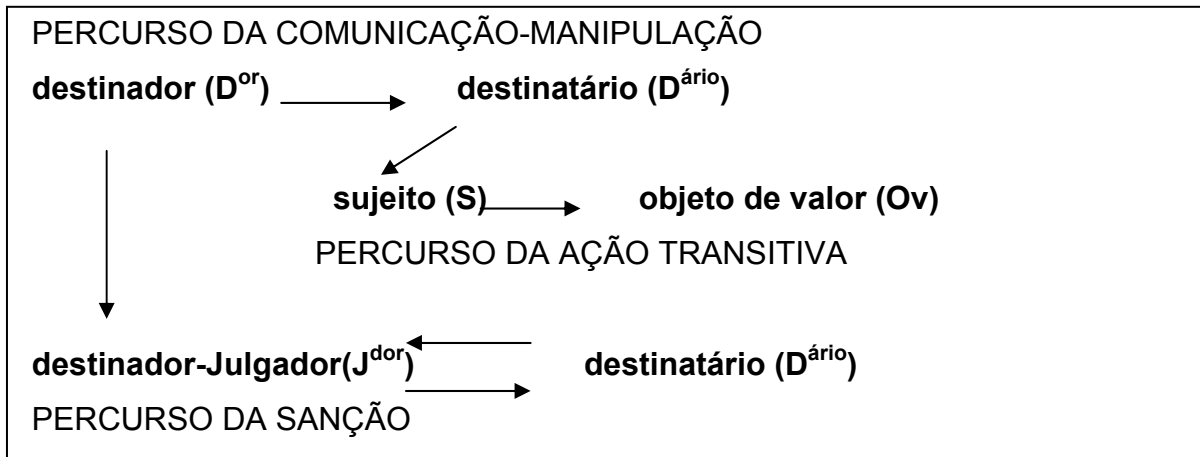 PERCURSO DA COMUNICAÇÃO-MANIPULAÇÃO
destinador (Dor) destinatário (Dário)
sujeito (S) objeto de valor (Ov)
PERCURSO DA AÇÃO TRANSITIVA
destinador-Julgador(Jdor) destinatário (Dário)
PERCURSO DA SANÇÃO